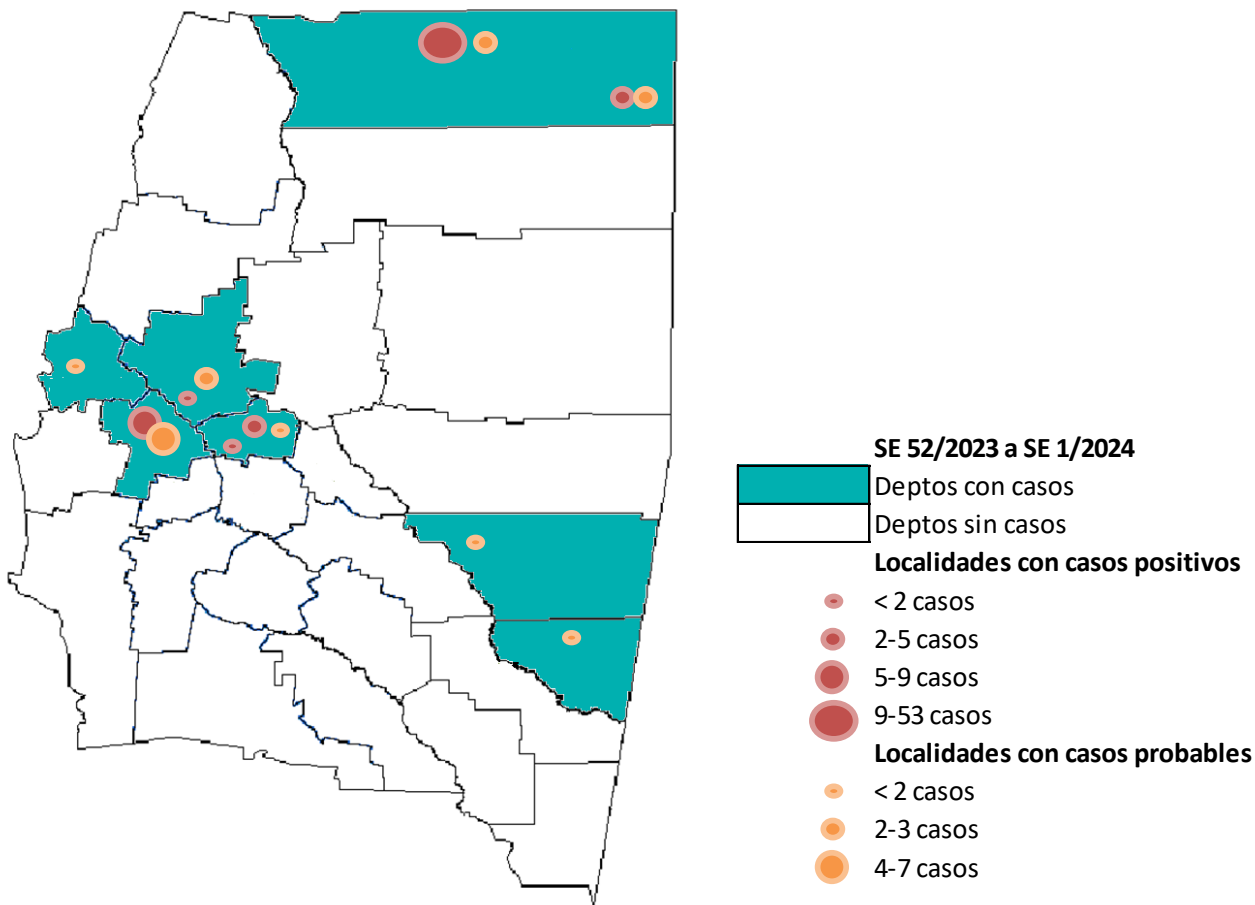 SE 52/2023 a SE 1/2024
Deptos con casos
Deptos sin casos
Localidades con casos positivos
< 2 casos
2-5 casos
5-9 casos
9-53 casos
Localidades con casos probables
< 2 casos
2-3 casos
4-7 casos